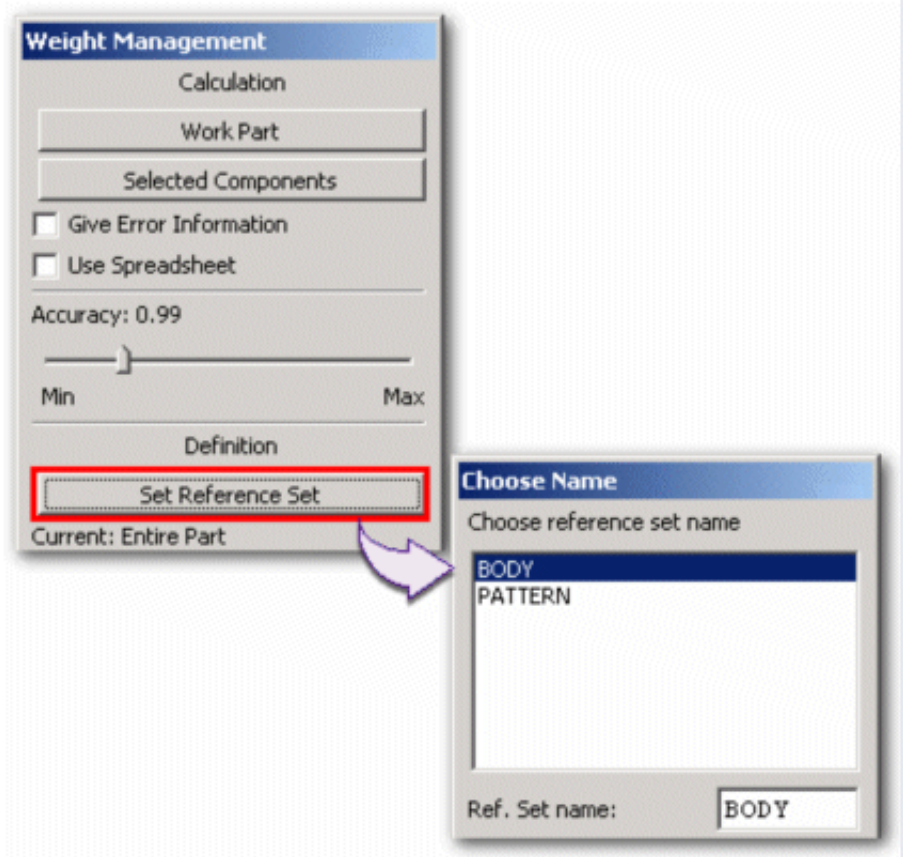 Weight Management
Calculation
Work Part
Selected Components
Give Error Information
Use Spreadsheet
Accuracy: 0.99
Min Max
Definition
Set Reference Set
Current: Entire Part
Choose Name
Choose reference set name
BODY
PATTERN
Ref. Set name: BODY